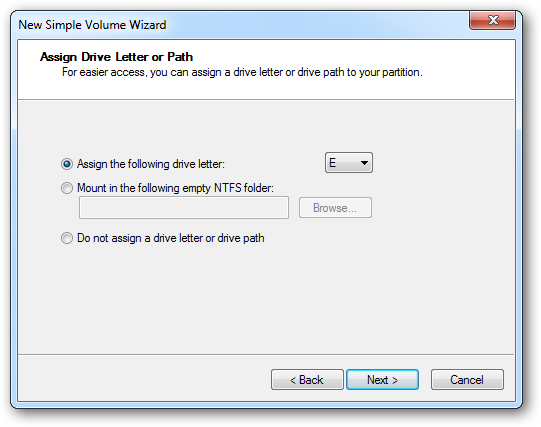 New Simple Volume Wizard
Assign Drive Letter or Path
For easier access, you can assign a drive letter or drive path to your partition.
Assign the following drive letter: E
Mount in the following empty NTFS folder:
Browse...
Do not assign a drive letter or drive path
< Back Next > Cancel